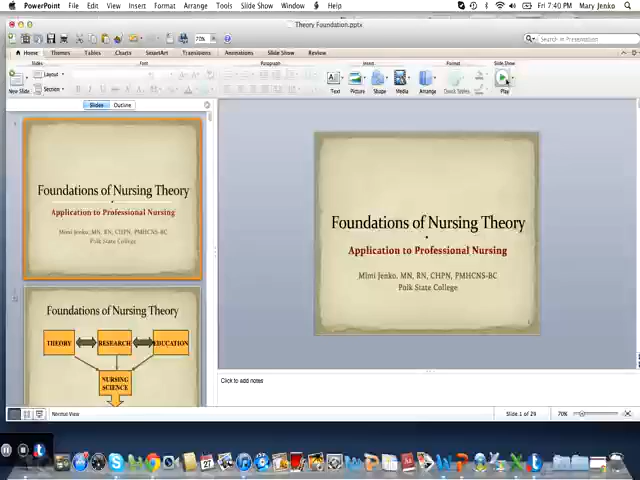 PowerPoint File Edit View Insert Format Arrange Tools Slide Show Window Fri 7:40 PM Mary Jenko
Theory Foundation.pptx
70% Search in Presentation
Home Themes Tables Charts SmartArt Transitions Animations Slide Show Review
Slides Font Paragraph Insert Format Slide Show
Layout
Section
New Slide Text Picture Shape Media Arrange Quick Styles Play
Slides Outline
Foundations of Nursing Theory
Application to Professional Nursing
Mimi Jenko, MN, RN, CHPN, PMHCNS-BC
Polk State College
Foundations of Nursing Theory
THEORY RESEARCH EDUCATION
NURSING
SCIENCE
Foundations of Nursing Theory
Application to Professional Nursing
Mimi Jenko, MN, RN, CHPN, PMHCNS-BC
Polk State College
Click to add notes
Normal View Slide 1 of 29 70%